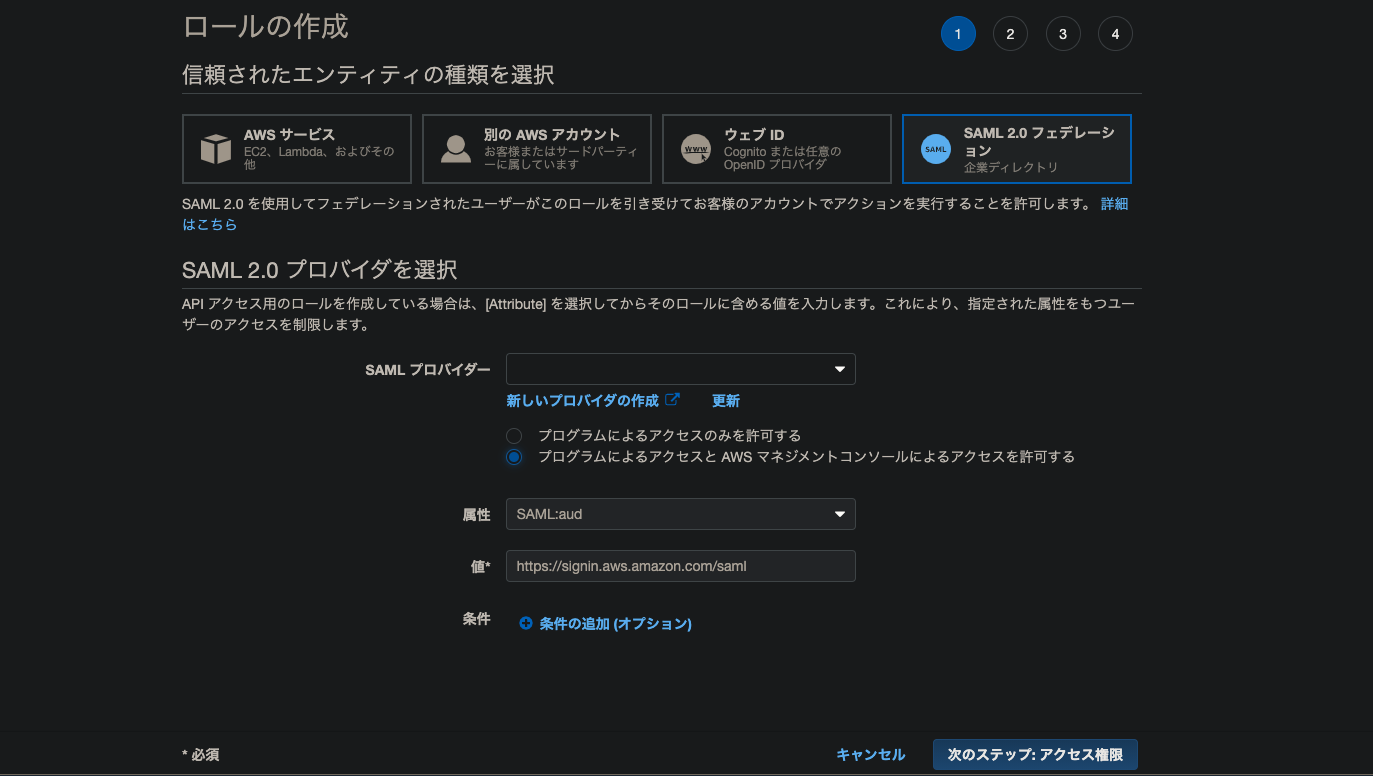 ロールの作成
1 2 3 4
信頼されたエンティティの種類を選択
AWS サービス
EC2、Lambda、およびその
他
別の AWS アカウント
お客様またはサードパーティ
ーに属しています
WWW
ウェブ ID
Cognito または任意の
OpenID プロバイダ
SAML
SAML 2.0 フェデレーシ
ョン
企業ディレクトリ
SAML 2.0 を使用してフェデレーションされたユーザーがこのロールを引き受けてお客様のアカウントでアクションを実行することを許可します。 詳細
はこちら
SAML 2.0 プロバイダを選択
API アクセス用のロールを作成している場合は、[Attribute] を選択してからそのロールに含める値を入力します。これにより、指定された属性をもつユー
ザーのアクセスを制限します。
SAML プロバイダー
新しいプロバイダの作成 更新
プログラムによるアクセスのみを許可する
プログラムによるアクセスと AWS マネジメントコンソールによるアクセスを許可する
属性 SAML:aud
値* https://signin.aws.amazon.com/saml
条件 条件の追加 (オプション)
* 必須 キャンセル 次のステップ: アクセス権限